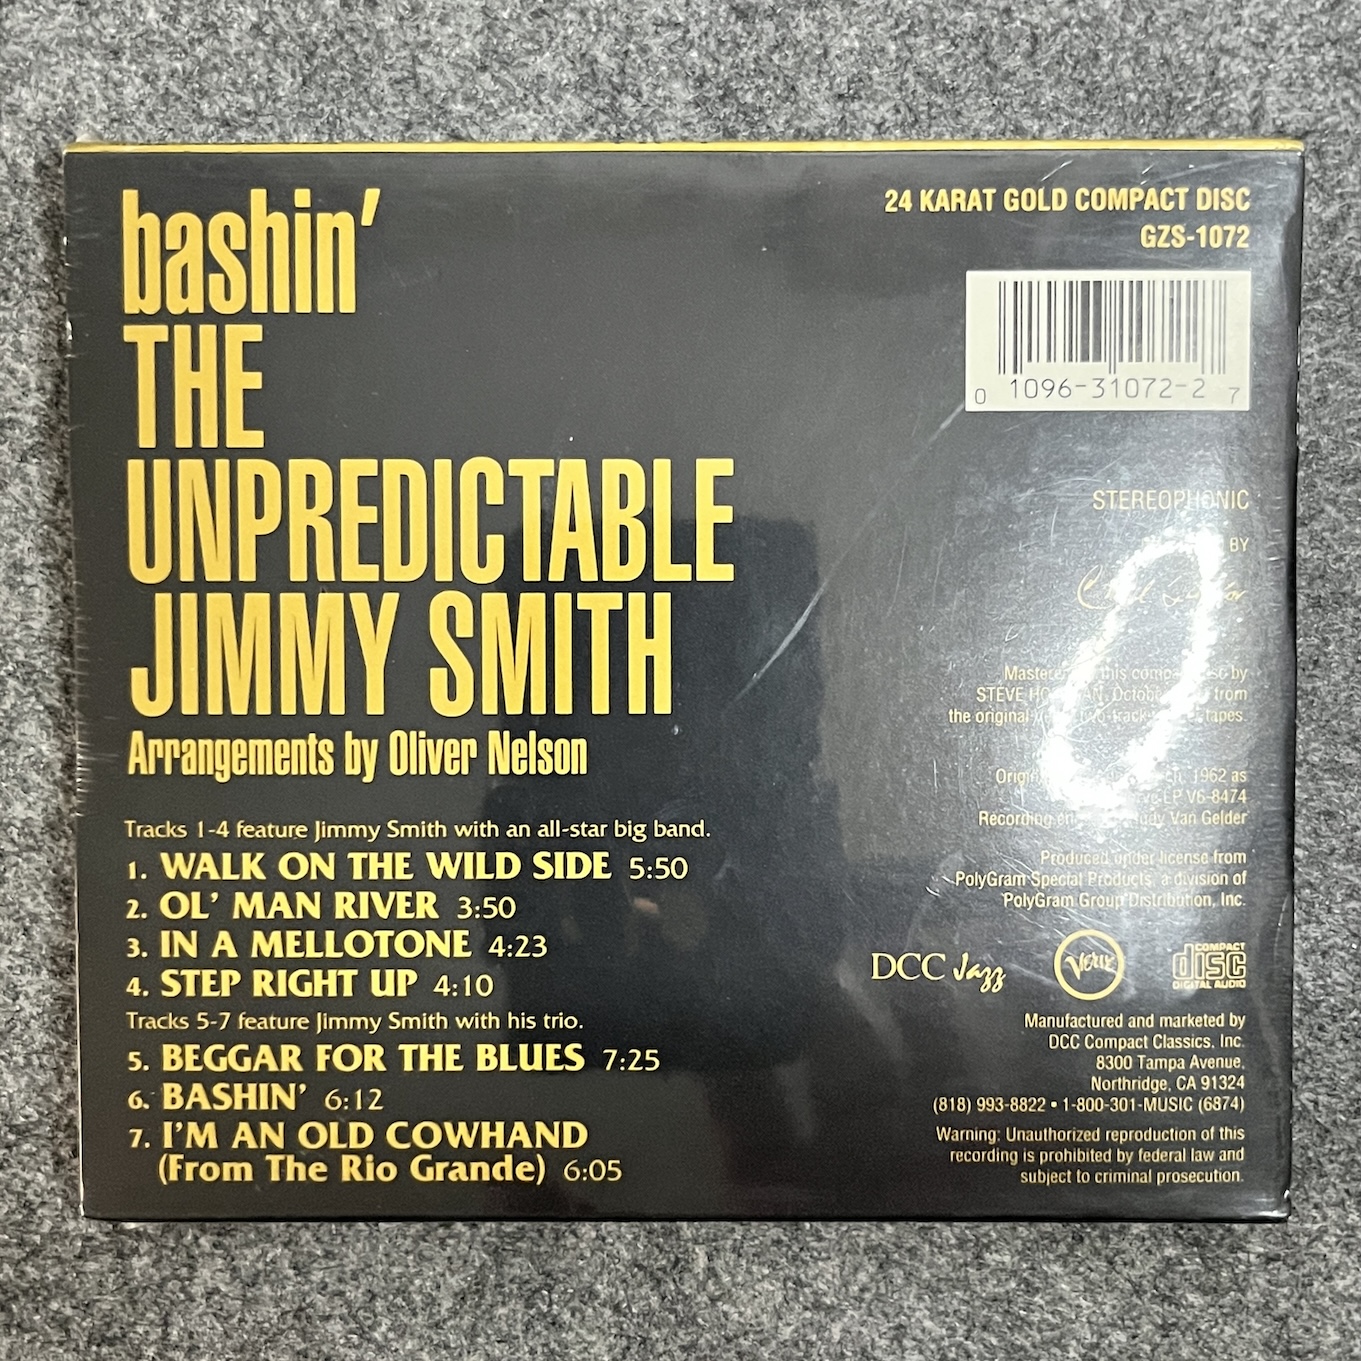 bashin'
THE
UNPREDICTABLE
JIMMY SMITH
Arrangements by Oliver Nelson
Tracks 1-4 feature Jimmy Smith with an all-star big band.
1. WALK ON THE WILD SIDE 5:50
2. OL' MAN RIVER 3:50
3. IN A MELLOTONE 4:23
4. STEP RIGHT UP 4:10
Tracks 5-7 feature Jimmy Smith with his trio.
5. BEGGAR FOR THE BLUES 7:25
6. BASHIN' 6:12
7. I'M AN OLD COWHAND
(From The Rio Grande) 6:05
24 KARAT GOLD COMPACT DISC
GZS-1072
0 1096-31072-2 7
STEREOPHONIC
BY
this compact disc by
STEVE from
the original tapes.
1962 as
LP V6-8474
Recording Rudy Van Gelder
Produced under license from
PolyGram Special Products, a division of
PolyGram Group Distribution, Inc.
DCC Jazz
Verve
COMPACT
disc
DIGITAL AUDIO
Manufactured and marketed by
DCC Compact Classics, Inc.
8300 Tampa Avenue,
Northridge, CA 91324
(818) 993-8822 • 1-800-301-MUSIC (6874)
Warning: Unauthorized reproduction of this
recording is prohibited by federal law and
subject to criminal prosecution.